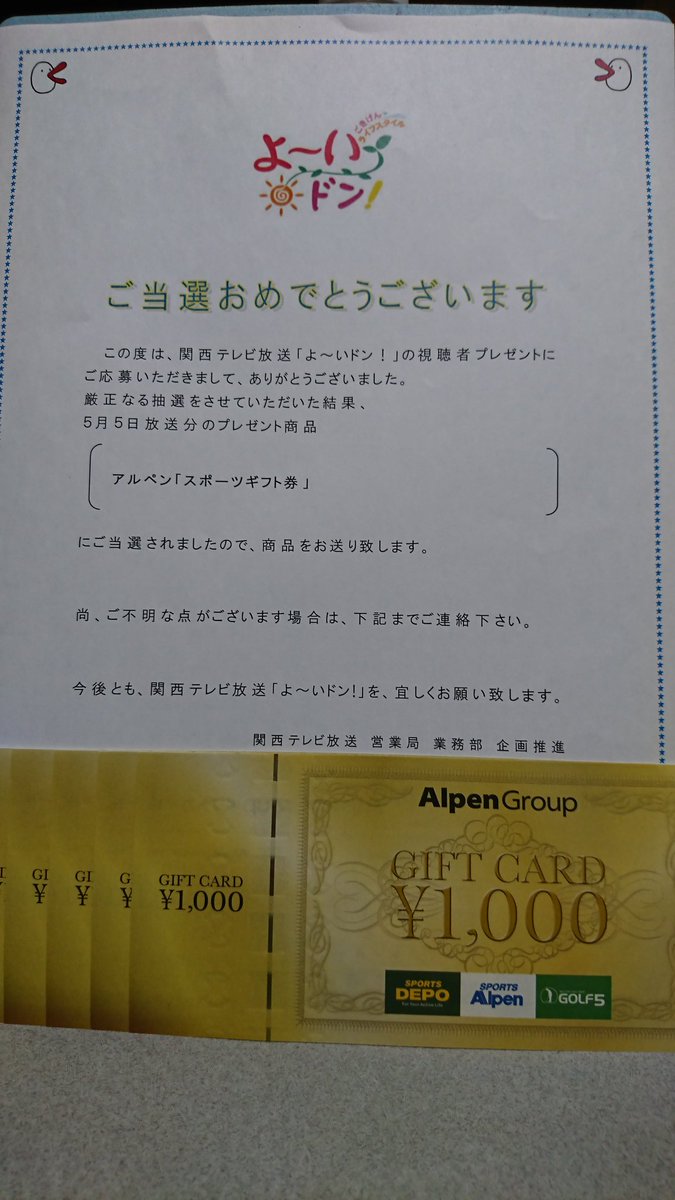 ごきげんライフスタイル
よ～いドン!
ご当選おめでとうございます
この度は、関西テレビ放送「よ～いドン！」の視聴者プレゼントに
ご応募いただきまして、ありがとうございました。
厳正なる抽選をさせていただいた結果、
5月5日放送分のプレゼント商品
アルペン「スポーツギフト券」
にご当選されましたので、商品をお送り致します。
尚、ご不明な点がございます場合は、下記までご連絡下さい。
今後とも、関西テレビ放送「よ～いドン!」を、宜しくお願い致します。
関西テレビ放送 営業局 業務部 企画推進
AlpenGroup
GIFT CARD
¥1,000
SPORTS DEPO
SPORTS Alpen
GOLF5
GIFT CARD
¥1,000
G
¥
GI
¥
GI
¥